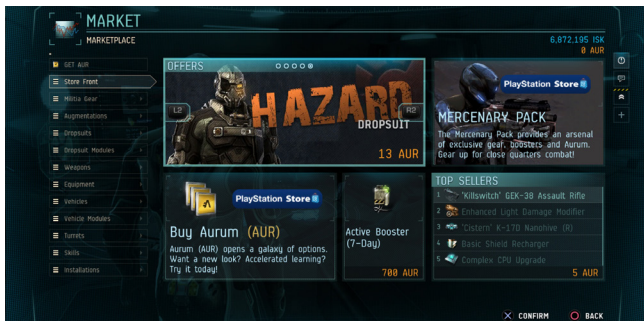 MARKET
MARKETPLACE
6,872,195 ISK
0 AUR
GET AUR
Store Front
Militia Gear
Augmentations
Dropsuits
Dropsuit Modules
Weapons
Equipment
Vehicles
Vehicle Modules
Turrets
Skills
Installations
OFFERS
L2
R2
HAZARD
DROPSUIT
13 AUR
PlayStation Store
MERCENARY PACK
The Mercenary Pack provides an arsenal
of exclusive gear, boosters and Aurum.
Gear up for close quarters combat!
PlayStation Store
Buy Aurum (AUR)
Aurum (AUR) opens a galaxy of options.
Want a new look? Accelerated learning?
Try it today!
Active Booster
(7-Day)
700 AUR
TOP SELLERS
1 'Killswitch' GEK-38 Assault Rifle
2 Enhanced Light Damage Modifier
3 'Cistern' K-17D Nanohive (R)
4 Basic Shield Recharger
5 Complex CPU Upgrade
5 AUR
CONFIRM
BACK